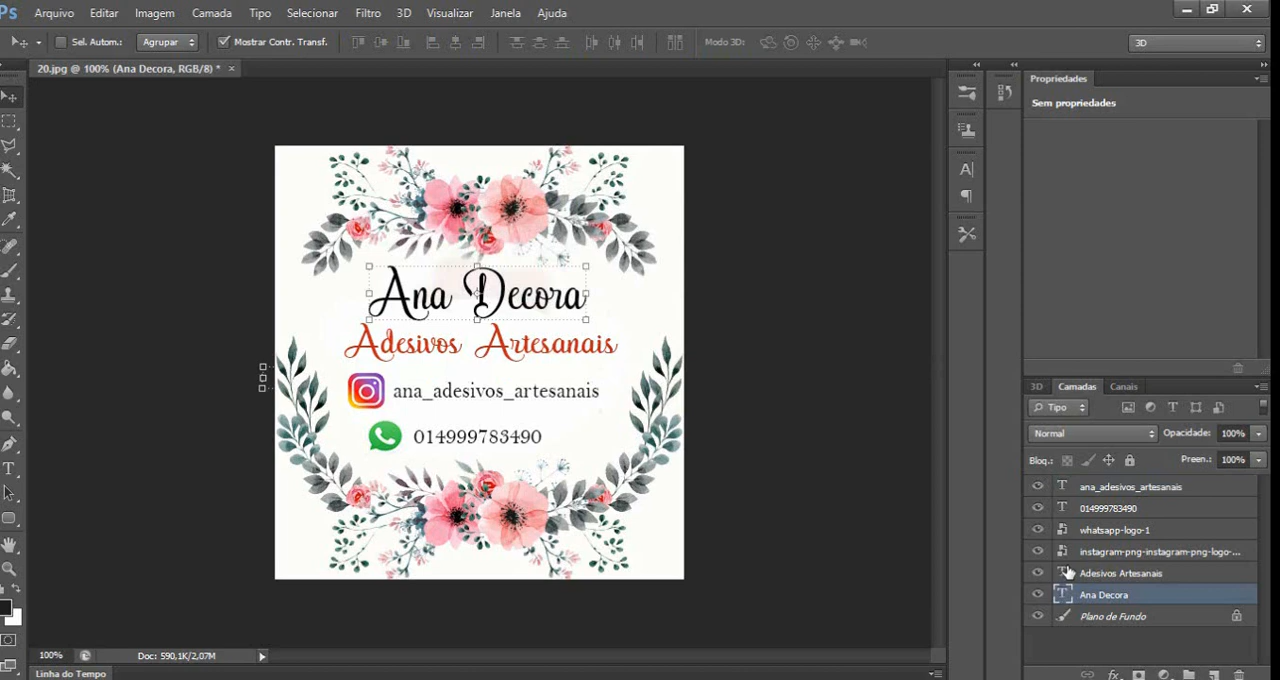 Ps Arquivo Editar Imagem Camada Tipo Selecionar Filtro 3D Visualizar Janela Ajuda
Sel. Autom.: Agrupar Mostrar Contr. Transf. Modo 3D: 3D
20.jpg @ 100% (Ana Decora, RGB/8) * ×
Propriedades
Sem propriedades
Ana Decora
Adesivos Artesanais
ana_adesivos_artesanais
014999783490
3D Camadas Canais
Tipo
Normal Opacidade: 100%
Bloq.: Preen.: 100%
ana_adesivos_artesanais
014999783490
whatsapp-logo-1
instagram-png-instagram-png-logo-...
Adesivos Artesanais
Ana Decora
Plano de Fundo
100% Doc: 590,1K/2,07M
Linha do Tempo